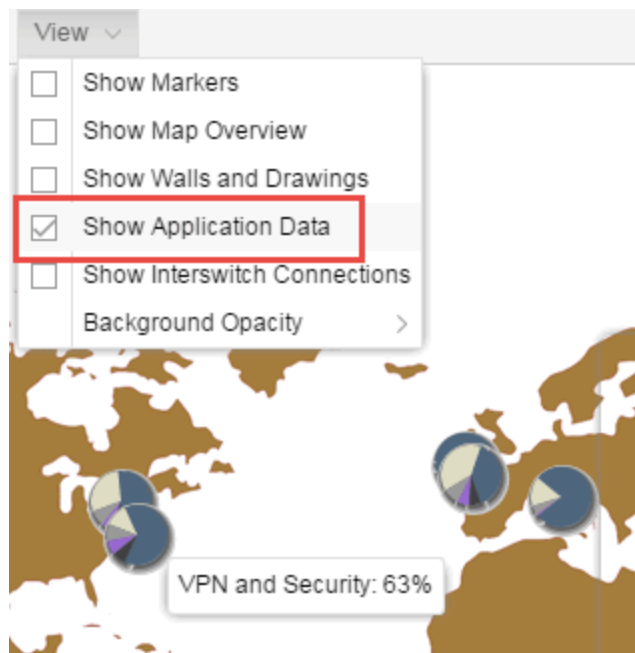 View
Show Markers
Show Map Overview
Show Walls and Drawings
Show Application Data
Show Interswitch Connections
Background Opacity
VPN and Security: 63%